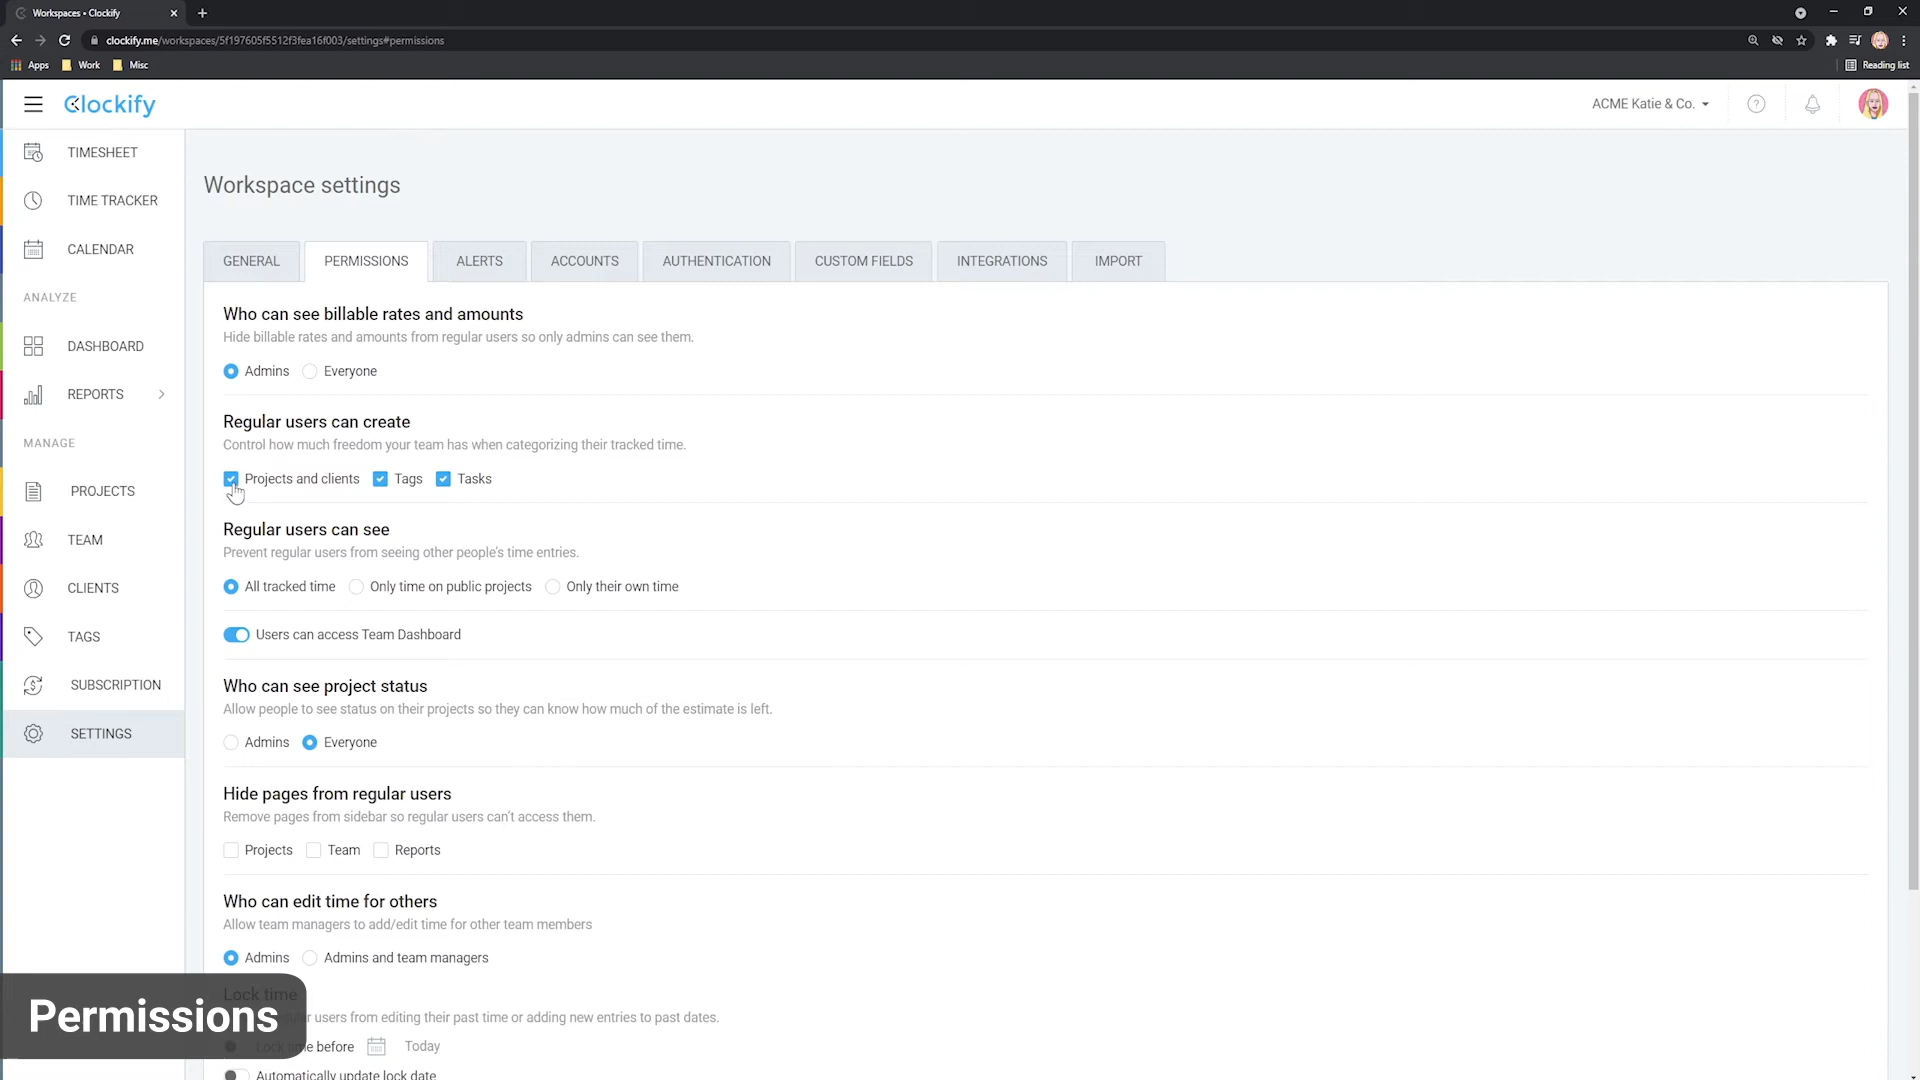 Workspaces • Clockify
clockify.me/workspaces/5f197605f5512f3fea16f003/settings#permissions
Apps
Work
Misc
Reading list
Clockify
ACME Katie & Co.
TIMESHEET
TIME TRACKER
CALENDAR
ANALYZE
DASHBOARD
REPORTS
MANAGE
PROJECTS
TEAM
CLIENTS
TAGS
SUBSCRIPTION
SETTINGS
Workspace settings
GENERAL
PERMISSIONS
ALERTS
ACCOUNTS
AUTHENTICATION
CUSTOM FIELDS
INTEGRATIONS
IMPORT
Who can see billable rates and amounts
Hide billable rates and amounts from regular users so only admins can see them.
Admins Everyone
Regular users can create
Control how much freedom your team has when categorizing their tracked time.
Projects and clients Tags Tasks
Regular users can see
Prevent regular users from seeing other people's time entries.
All tracked time Only time on public projects Only their own time
Users can access Team Dashboard
Who can see project status
Allow people to see status on their projects so they can know how much of the estimate is left.
Admins Everyone
Hide pages from regular users
Remove pages from sidebar so regular users can't access them.
Projects Team Reports
Who can edit time for others
Allow team managers to add/edit time for other team members
Admins Admins and team managers
Lock time
users from editing their past time or adding new entries to past dates.
Lock time before Today
Automatically update lock date
Permissions